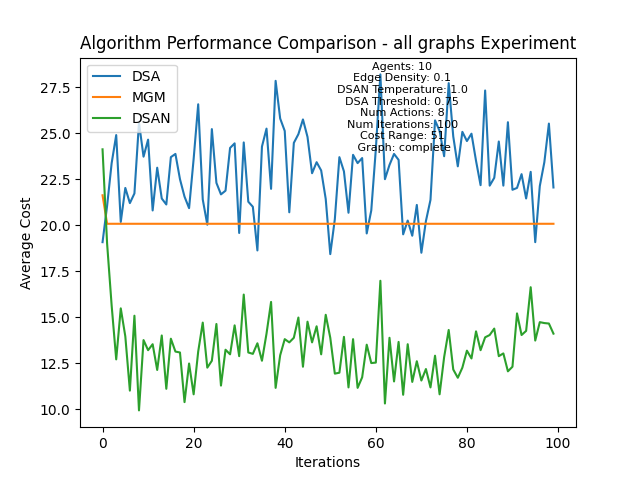 Algorithm Performance Comparison - all graphs Experiment
DSA
MGM
DSAN
Agents: 10
Edge Density: 0.1
DSAN Temperature: 1.0
DSA Threshold: 0.75
Num Actions: 8
Num Iterations: 100
Cost Range: 51
Graph: complete
Average Cost
27.5
25.0
22.5
20.0
17.5
15.0
12.5
10.0
0
20
40
60
80
100
Iterations